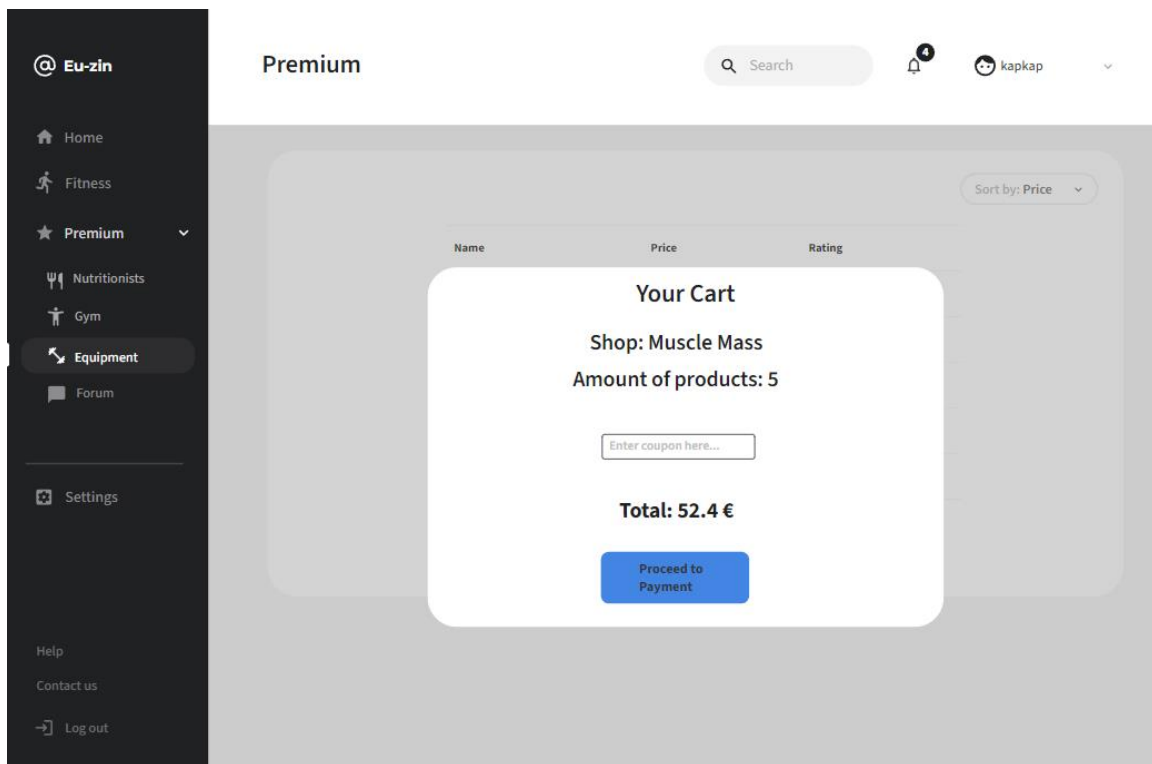 @ Eu-zin
Premium
Search
4
kapkap
Home
Fitness
Premium
Nutritionists
Gym
Equipment
Forum
Settings
Help
Contact us
Log out
Sort by: Price
Name Price Rating
Your Cart
Shop: Muscle Mass
Amount of products: 5
Enter coupon here...
Total: 52.4 €
Proceed to
Payment